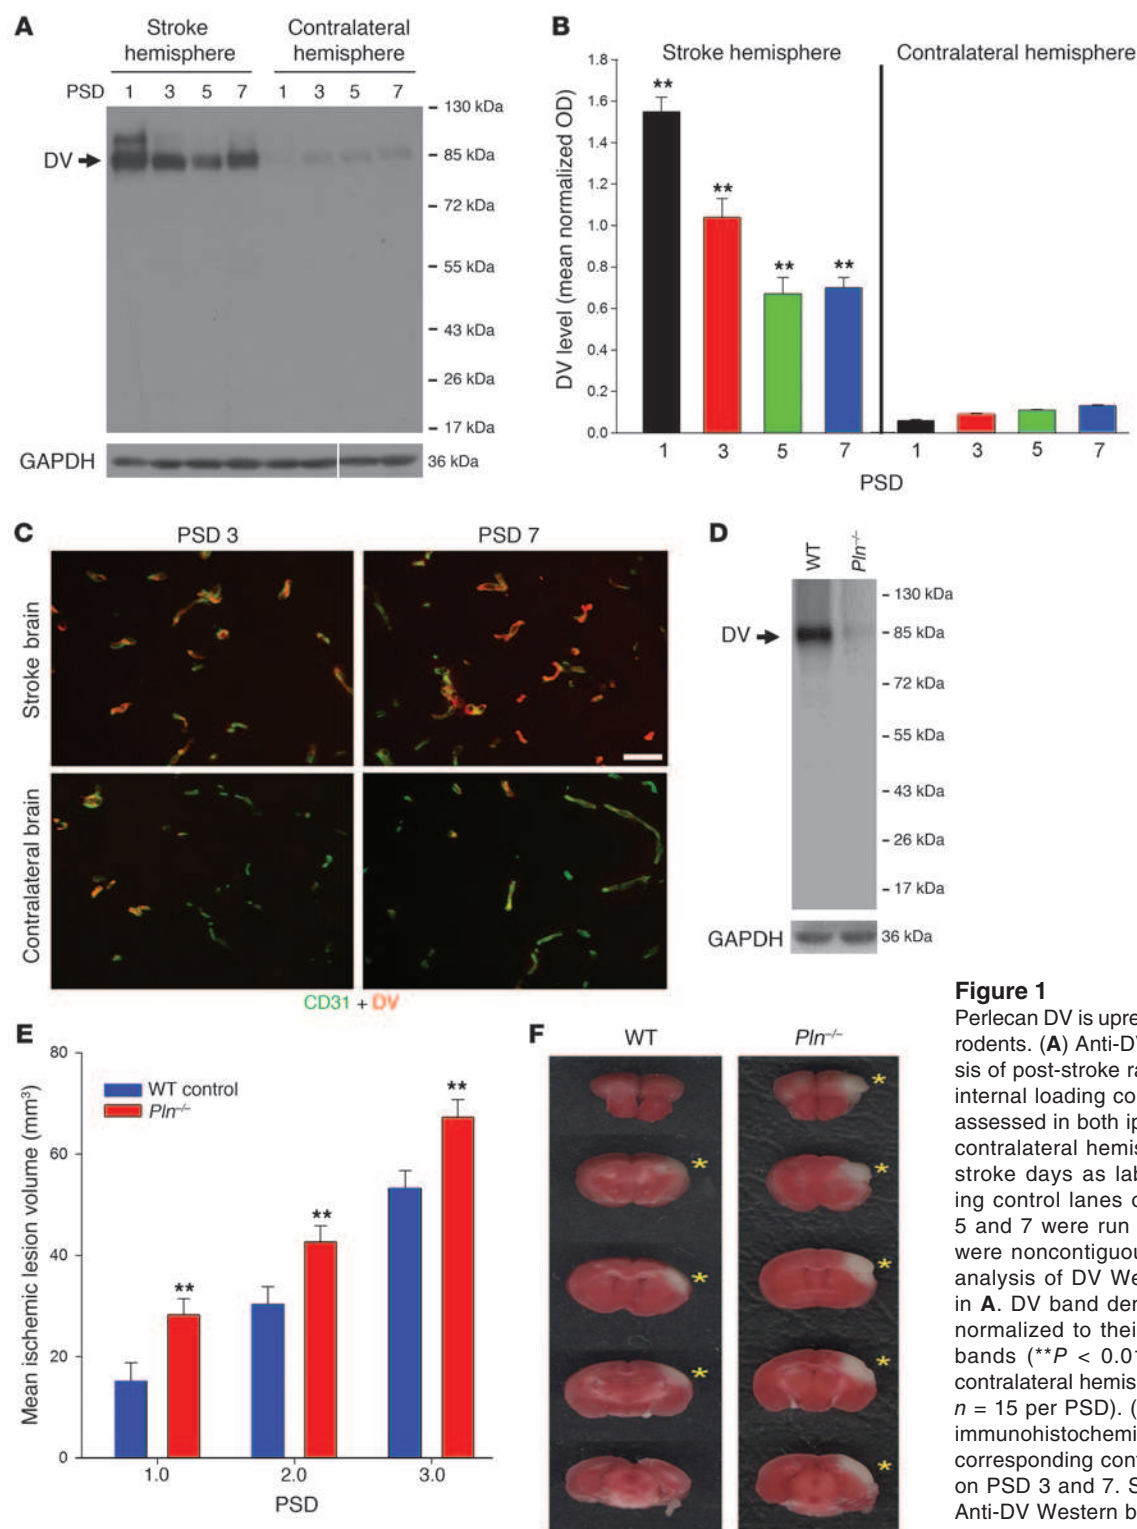 A
Stroke hemisphere
Contralateral hemisphere
PSD 1 3 5 7 1 3 5 7
130 kDa
DV
85 kDa
72 kDa
55 kDa
43 kDa
26 kDa
17 kDa
GAPDH
36 kDa
B
Stroke hemisphere
Contralateral hemisphere
DV level (mean normalized OD)
1.8
1.6
1.4
1.2
1.0
0.8
0.6
0.4
0.2
0.0
**
**
**
**
1 3 5 7 1 3 5 7
PSD
C
PSD 3
PSD 7
Stroke brain
Contralateral brain
CD31 + DV
D
WT
Pln–/–
130 kDa
DV
85 kDa
72 kDa
55 kDa
43 kDa
26 kDa
17 kDa
GAPDH
36 kDa
E
Mean ischemic lesion volume (mm³)
80
60
40
20
0
WT control
Pln–/–
**
**
**
1.0 2.0 3.0
PSD
F
WT
Pln–/–
*
*
*
*
*
*
*
*
Figure 1
Perlecan DV is upre
rodents. (A) Anti-DV
sis of post-stroke ra
internal loading co
assessed in both ip
contralateral hemis
stroke days as lab
ing control lanes o
5 and 7 were run
were noncontiguou
analysis of DV We
in A. DV band der
normalized to their
bands (**P < 0.01
contralateral hemis
n = 15 per PSD). (
immunohistochemi
corresponding cont
on PSD 3 and 7. S
Anti-DV Western b